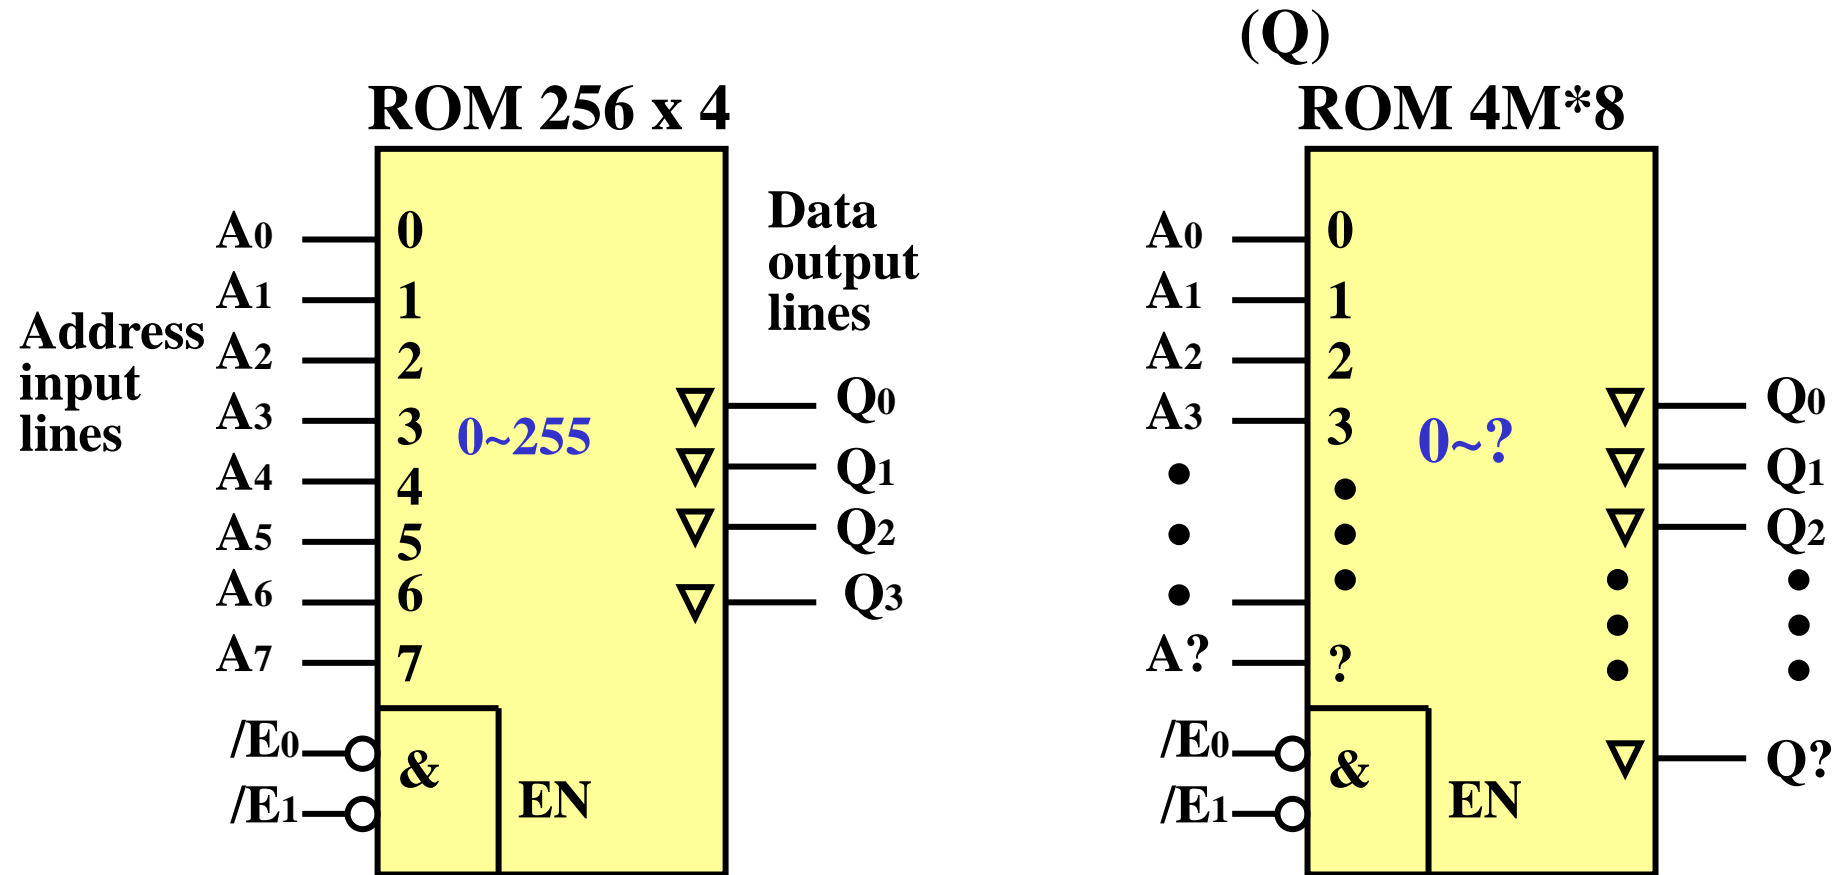 (Q)
ROM 256 x 4
Address
input
lines
A0
A1
A2
A3
A4
A5
A6
A7
/E0
/E1
0
1
2
3
4
5
6
7
0~255
&
EN
Data
output
lines
Q0
Q1
Q2
Q3
ROM 4M*8
A0
A1
A2
A3
A?
/E0
/E1
0
1
2
3
?
0~?
&
EN
Q0
Q1
Q2
Q?